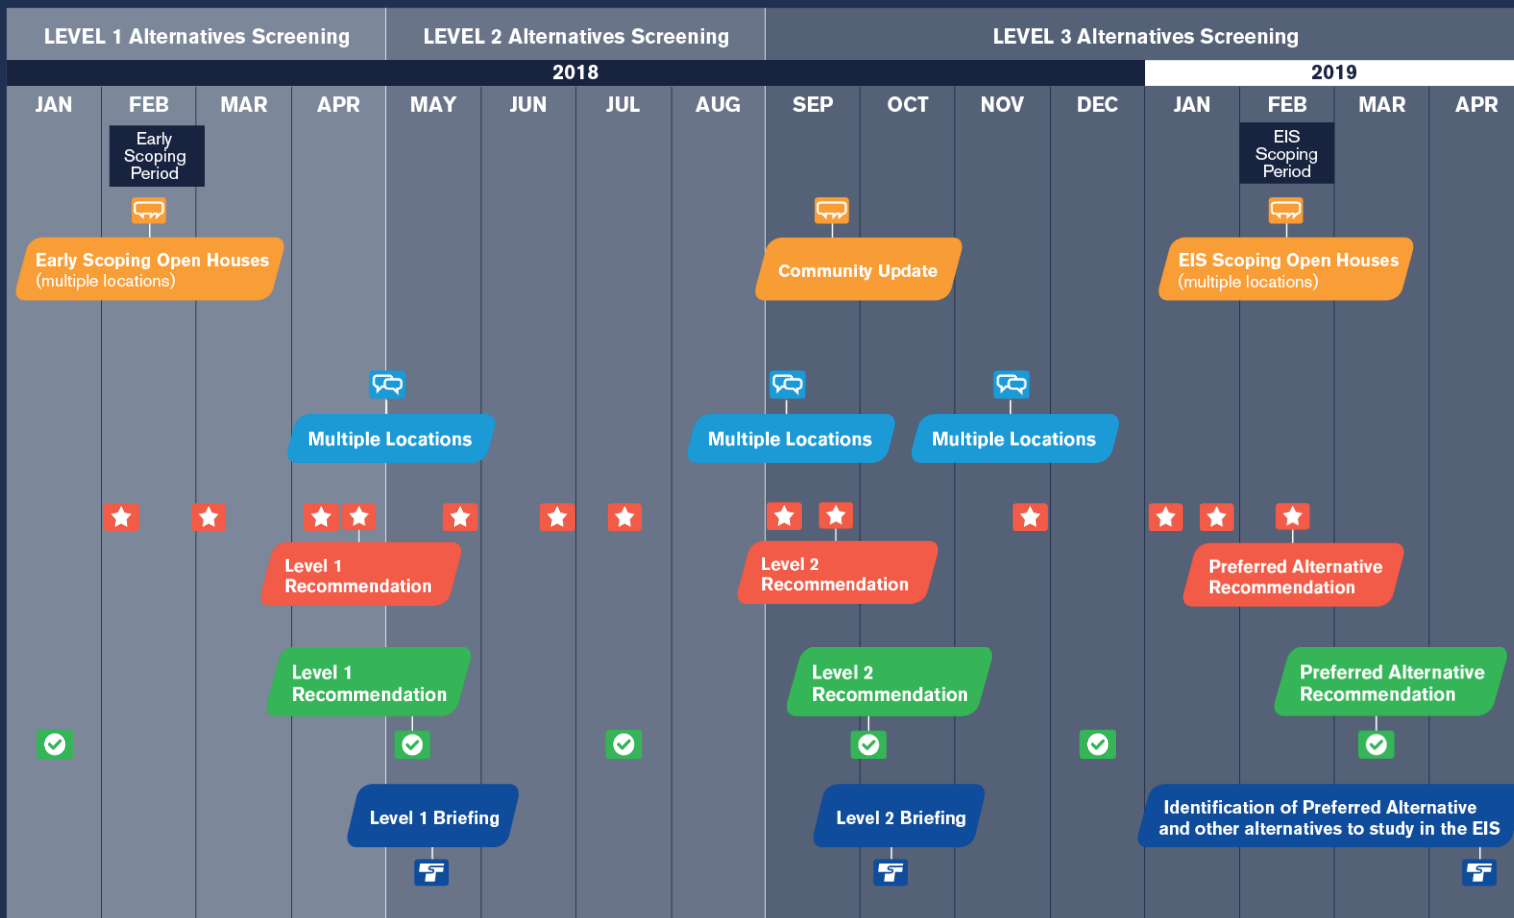 LEVEL 1 Alternatives Screening
LEVEL 2 Alternatives Screening
LEVEL 3 Alternatives Screening
2018
2019
JAN
FEB
MAR
APR
MAY
JUN
JUL
AUG
SEP
OCT
NOV
DEC
JAN
FEB
MAR
APR
Early
Scoping
Period
EIS
Scoping
Period
Early Scoping Open Houses
(multiple locations)
Community Update
EIS Scoping Open Houses
(multiple locations)
Multiple Locations
Multiple Locations
Multiple Locations
Level 1
Recommendation
Level 2
Recommendation
Preferred Alternative
Recommendation
Level 1
Recommendation
Level 2
Recommendation
Preferred Alternative
Recommendation
Level 1 Briefing
Level 2 Briefing
Identification of Preferred Alternative
and other alternatives to study in the EIS